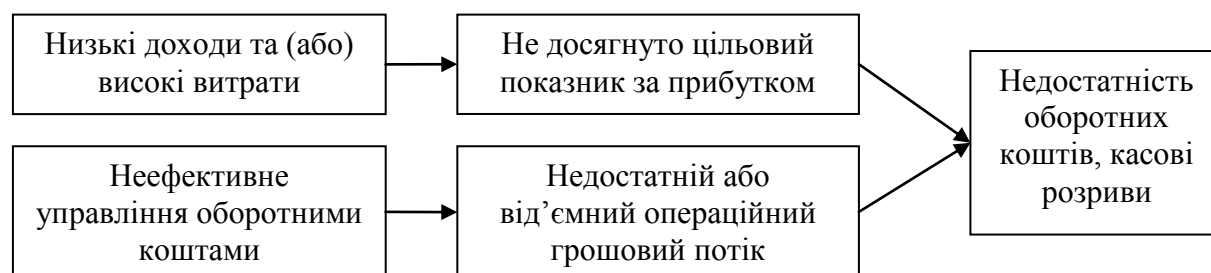 Низькі доходи та (або)
високі витрати
Не досягнуто цільовий
показник за прибутком
Недостатність
оборотних
коштів, касові
розриви
Неефективне
управління оборотними
коштами
Недостатній або
від’ємний операційний
грошовий потік